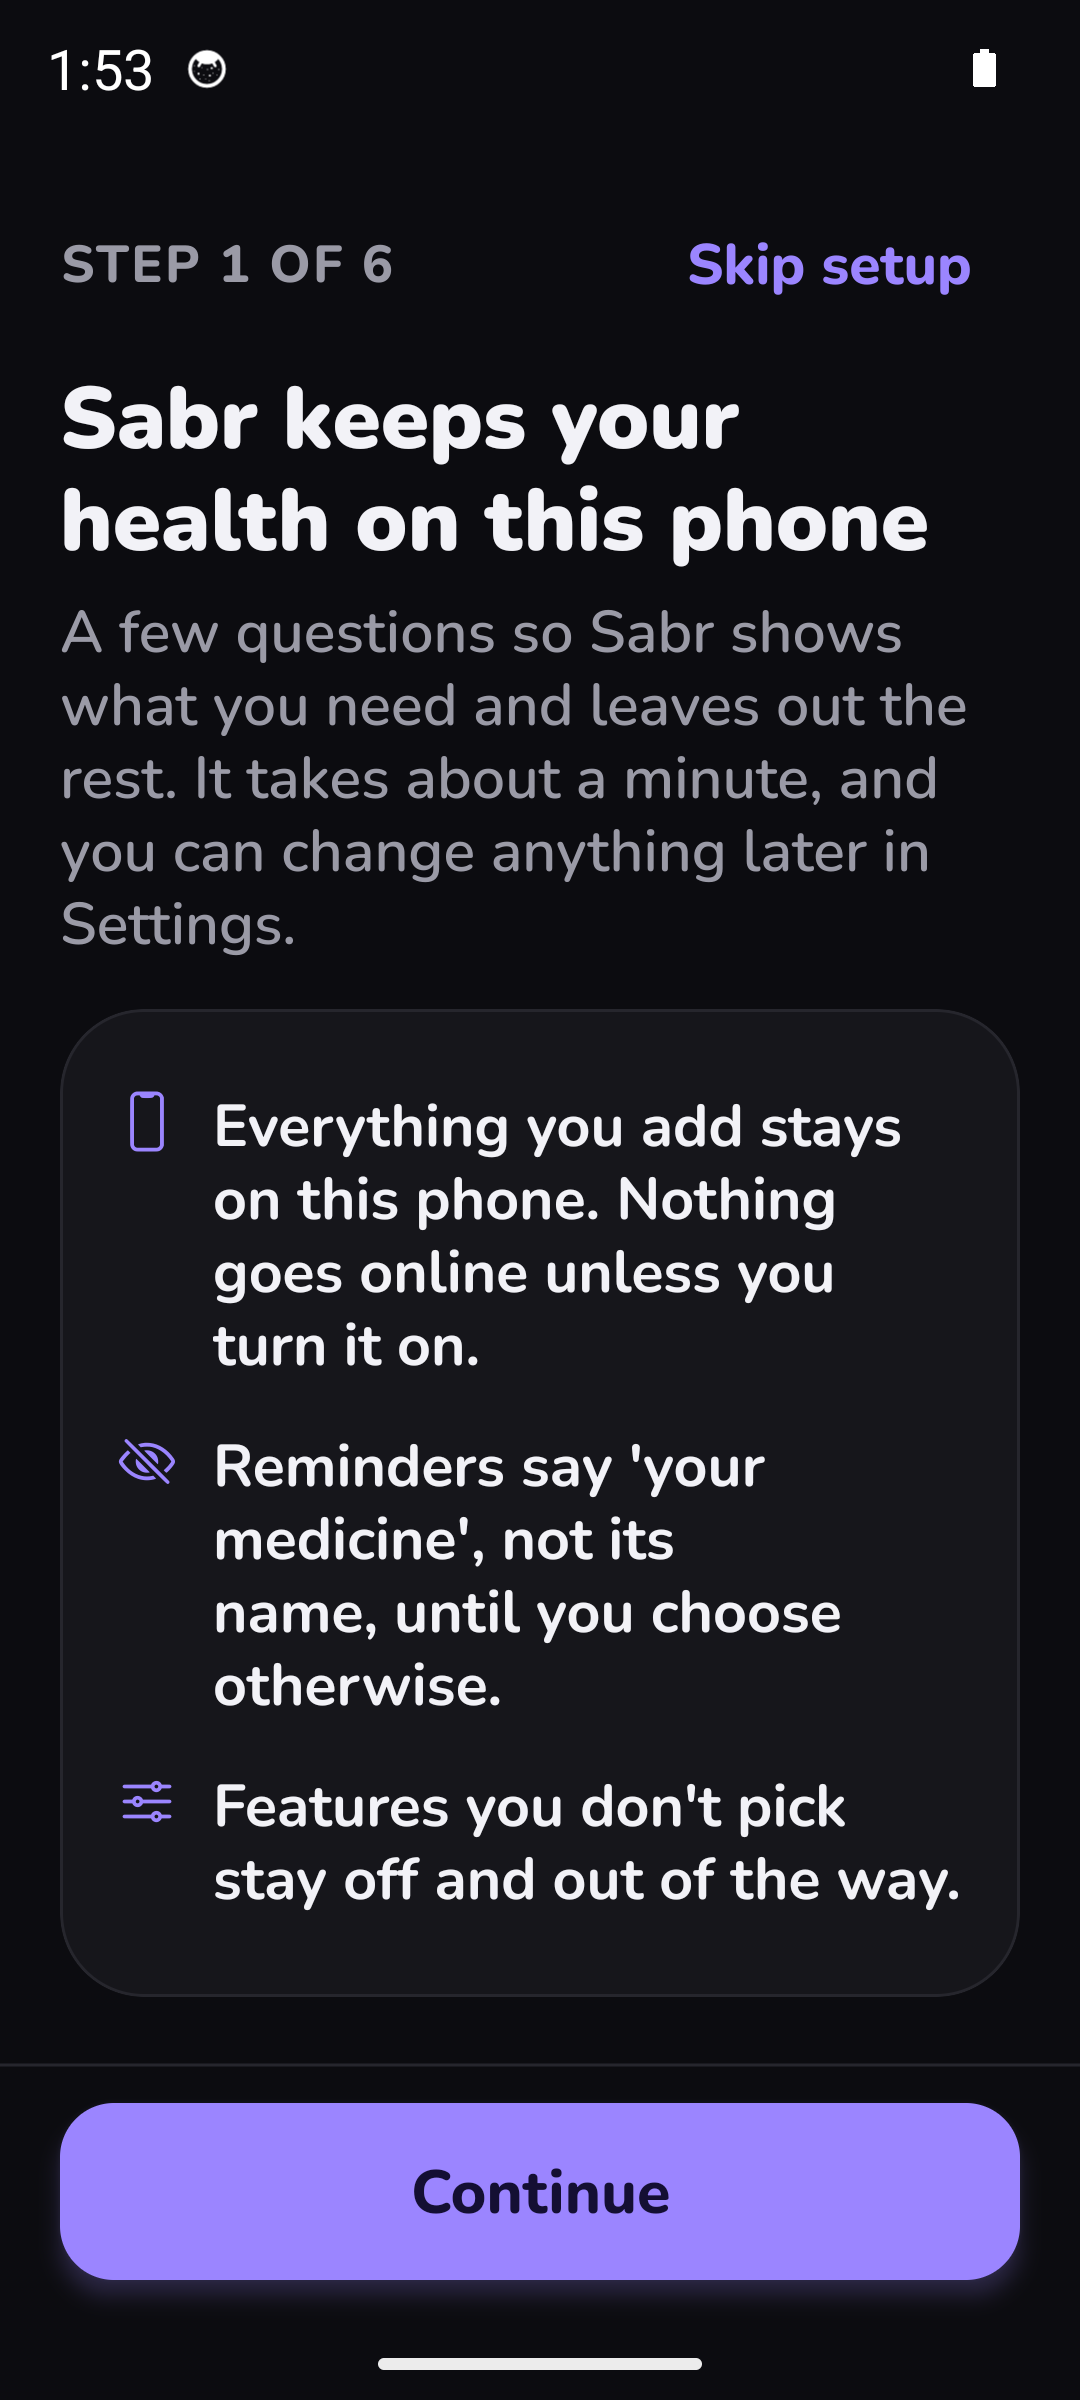 1:53
STEP 1 OF 6
Skip setup
Sabr keeps your
health on this phone
A few questions so Sabr shows
what you need and leaves out the
rest. It takes about a minute, and
you can change anything later in
Settings.
Everything you add stays
on this phone. Nothing
goes online unless you
turn it on.
Reminders say 'your
medicine', not its
name, until you choose
otherwise.
Features you don't pick
stay off and out of the way.
Continue